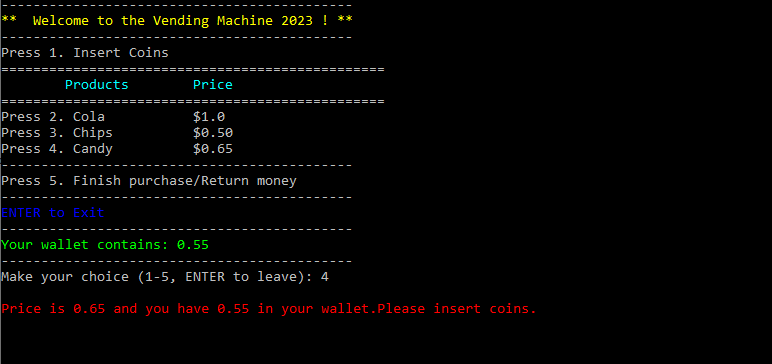 --------------------------------------------
**  Welcome to the Vending Machine 2023 ! **
--------------------------------------------
Press 1. Insert Coins
================================================
        Products        Price
================================================
Press 2. Cola           $1.0
Press 3. Chips          $0.50
Press 4. Candy          $0.65
--------------------------------------------
Press 5. Finish purchase/Return money
--------------------------------------------
ENTER to Exit
--------------------------------------------
Your wallet contains: 0.55
--------------------------------------------
Make your choice (1-5, ENTER to leave): 4
Price is 0.65 and you have 0.55 in your wallet.Please insert coins.